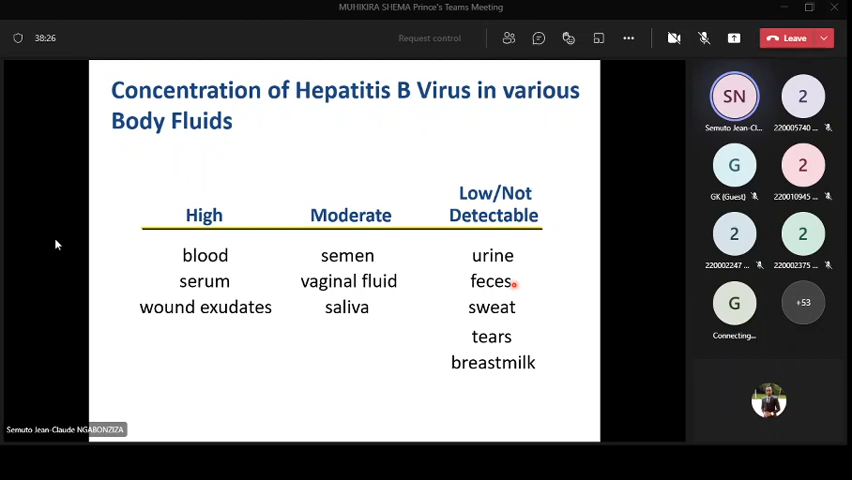 MUHIKIRA SHEMA Prince's Teams Meeting
38:26
Request control
Leave
Concentration of Hepatitis B Virus in various
Body Fluids
High
Moderate
Low/Not
Detectable
blood
semen
urine
serum
vaginal fluid
feces
wound exudates
saliva
sweat
tears
breastmilk
SN
2
Semuto Jean-Cl...
220005740 ...
G
2
GK (Guest)
220010945 ...
2
2
220002247 ...
220002375 ...
G
+53
Connecting...
Semuto Jean-Claude NGABONZIZA